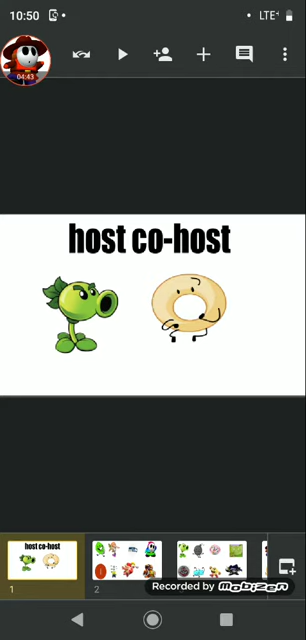 10:50
LTE+
04:43
host co-host
host co-host
1
2
Recorded by mobizen